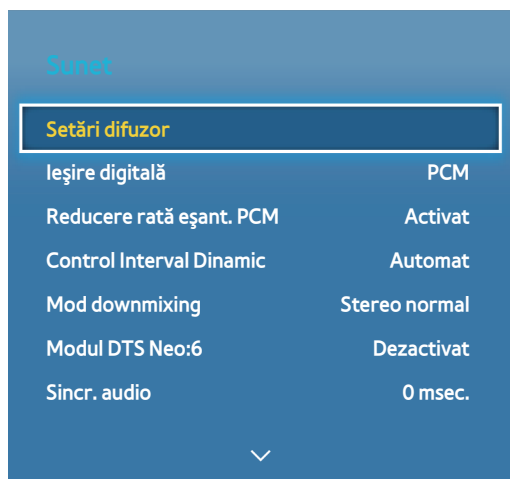 Sunet
Setări difuzor
Ieşire digitală PCM
Reducere rată eşant. PCM Activat
Control Interval Dinamic Automat
Mod downmixing Stereo normal
Modul DTS Neo:6 Dezactivat
Sincr. audio 0 msec.